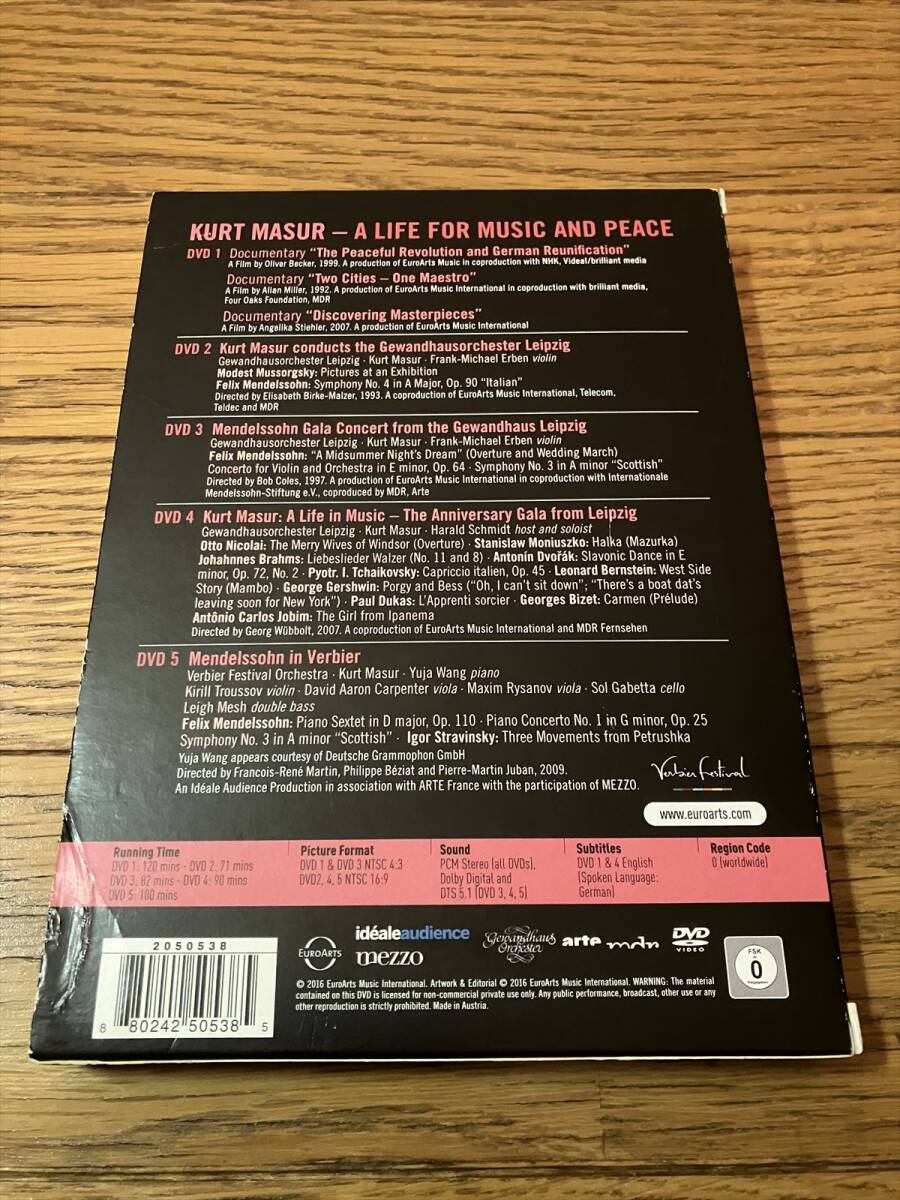 KURT MASUR – A LIFE FOR MUSIC AND PEACE
DVD 1 Documentary "The Peaceful Revolution and German Reunification"
A Film by Oliver Becker, 1999. A production of EuroArts Music in coproduction with NHK, Videal/brilliant media
Documentary "Two Cities – One Maestro"
A Film by Allan Miller, 1992. A production of EuroArts Music International in coproduction with brilliant media,
Four Oaks Foundation, MDR
Documentary "Discovering Masterpieces"
A Film by Angelika Stiehler, 2007. A production of EuroArts Music International
DVD 2 Kurt Masur conducts the Gewandhausorchester Leipzig
Gewandhausorchester Leipzig · Kurt Masur · Frank-Michael Erben violin
Modest Mussorgsky: Pictures at an Exhibition
Felix Mendelssohn: Symphony No. 4 in A Major, Op. 90 "Italian"
Directed by Elisabeth Birke-Malzer, 1993. A coproduction of EuroArts Music International, Telecom,
Teldec and MDR
DVD 3 Mendelssohn Gala Concert from the Gewandhaus Leipzig
Gewandhausorchester Leipzig · Kurt Masur · Frank-Michael Erben violin
Felix Mendelssohn: "A Midsummer Night's Dream" (Overture and Wedding March)
Concerto for Violin and Orchestra in E minor, Op. 64 · Symphony No. 3 in A minor "Scottish"
Directed by Bob Coles, 1997. A production of EuroArts Music International in coproduction with Internationale
Mendelssohn-Stiftung e.V., coproduced by MDR, Arte
DVD 4 Kurt Masur: A Life in Music – The Anniversary Gala from Leipzig
Gewandhausorchester Leipzig · Kurt Masur · Harald Schmidt host and soloist
Otto Nicolai: The Merry Wives of Windsor (Overture) · Stanislaw Moniuszko: Halka (Mazurka)
Johahnnes Brahms: Liebeslieder Walzer (No. 11 and 8) · Antonín Dvořák: Slavonic Dance in E
minor, Op. 72, No. 2 · Pyotr. I. Tchaikovsky: Capriccio italien, Op. 45 · Leonard Bernstein: West Side
Story (Mambo) · George Gershwin: Porgy and Bess ("Oh, I can't sit down"; "There's a boat dat's
leaving soon for New York") · Paul Dukas: L'Apprenti sorcier · Georges Bizet: Carmen (Prélude)
Antônio Carlos Jobim: The Girl from Ipanema
Directed by Georg Wübbolt, 2007. A coproduction of EuroArts Music International and MDR Fernsehen
DVD 5 Mendelssohn in Verbier
Verbier Festival Orchestra · Kurt Masur · Yuja Wang piano
Kirill Troussov violin · David Aaron Carpenter viola · Maxim Rysanov viola · Sol Gabetta cello
Leigh Mesh double bass
Felix Mendelssohn: Piano Sextet in D major, Op. 110 · Piano Concerto No. 1 in G minor, Op. 25
Symphony No. 3 in A minor "Scottish" · Igor Stravinsky: Three Movements from Petrushka
Yuja Wang appears courtesy of Deutsche Grammophon GmbH
Directed by Francois-René Martin, Philippe Béziat and Pierre-Martin Juban, 2009.
An Idéale Audience Production in association with ARTE France with the participation of MEZZO.
Verbier Festival
www.euroarts.com
Running Time
DVD 1: 120 mins - DVD 2: 71 mins
DVD 3: 82 mins - DVD 4: 90 mins
DVD 5: 100 mins
Picture Format
DVD 1 & DVD 3 NTSC 4:3
DVD2, 4, 5 NTSC 16:9
Sound
PCM Stereo (all DVDs),
Dolby Digital and
DTS 5.1 (DVD 3, 4, 5)
Subtitles
DVD 1 & 4 English
(Spoken Language:
German)
Region Code
0 (worldwide)
2050538
8 80242 50538 5
EUROARTS
idéaleaudience
mezzo
Gewandhaus
Orchester
arte
mdr
DVD
VIDEO
FSK
0
© 2016 EuroArts Music International. Artwork & Editorial © 2016 EuroArts Music International. WARNING: The material
contained on this DVD is licensed for non-commercial private use only. Any public performance, broadcast, other use or any
other reproduction is strictly prohibited. Made in Austria.